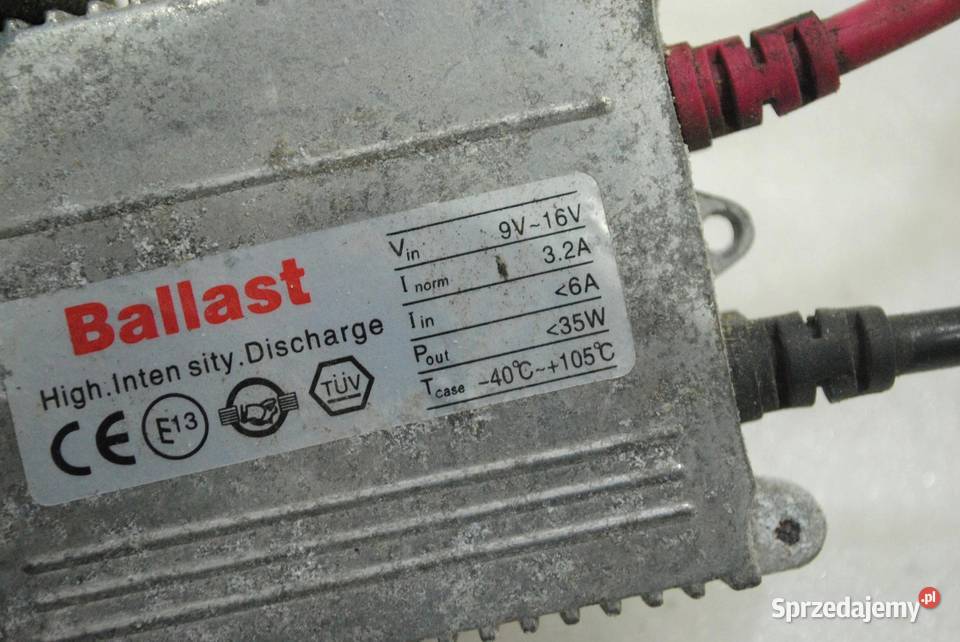 Ballast
High.Inten sity.Discharge
CE E13 TÜV
Vin 9V~16V
I norm 3.2A
I in <6A
Pout <35W
Tcase -40℃~+105℃
Sprzedajemy.pl